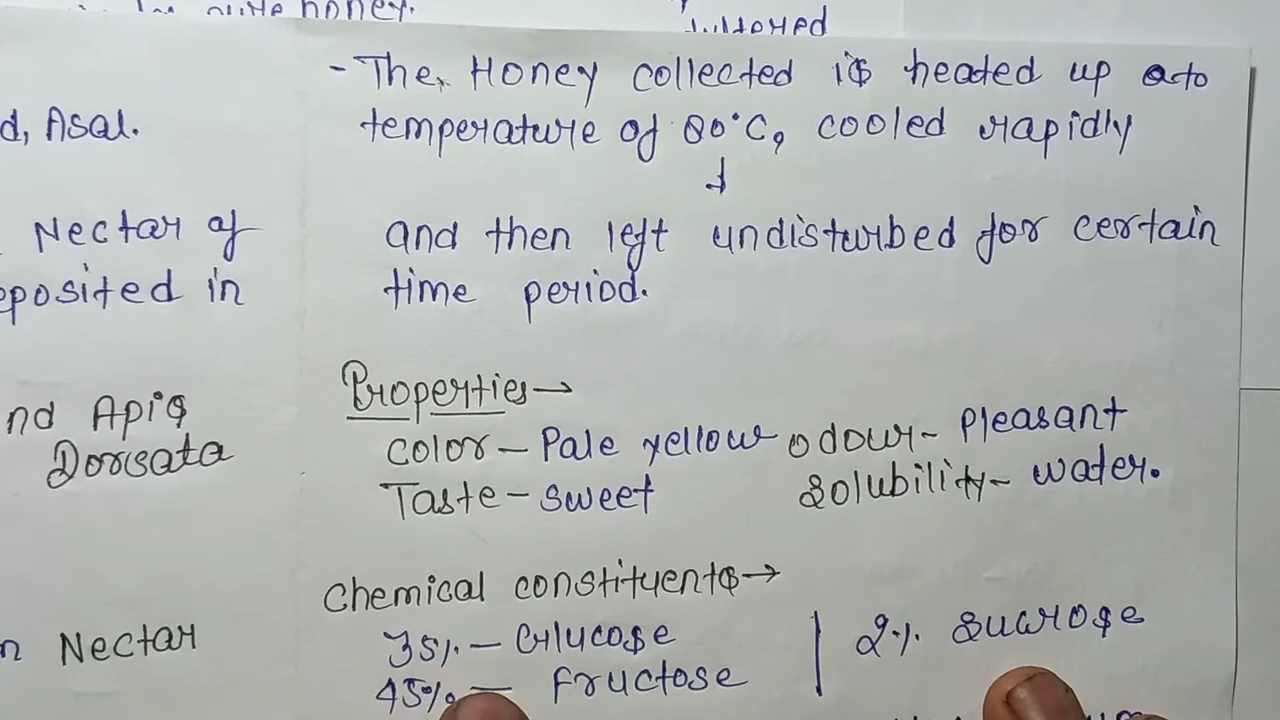 pure honey.
- The Honey collected is heated up a to
temperature of 80°C, cooled rapidly
↓
and then left undisturbed for certain
time period.
d, Asal.
Nectar of
eposited in
nd Apis
Dorsata
n Nectar
Properties→
color - Pale yellow odour - Pleasant
Taste - sweet solubility - water.
Chemical constituents→
35% - Glucose | 2% Sucrose
45% - Fructose